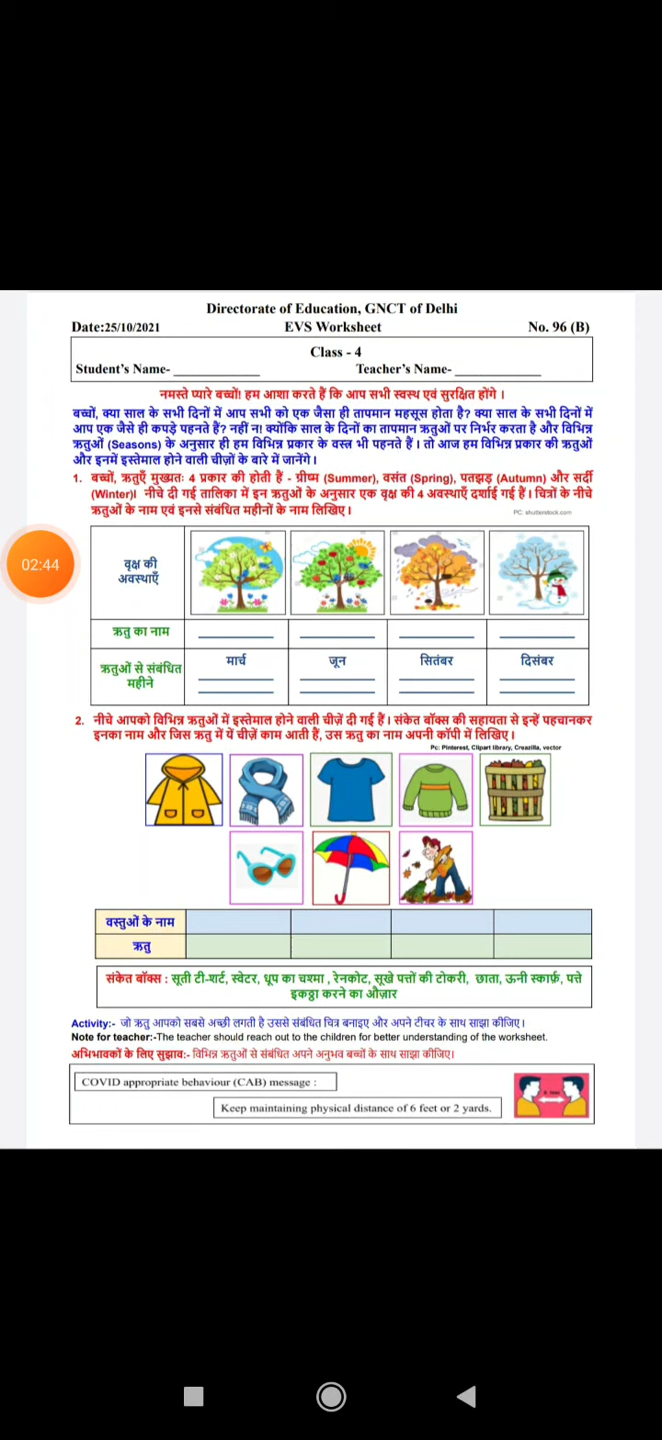 Directorate of Education, GNCT of Delhi
Date:25/10/2021 EVS Worksheet No. 96 (B)
Class - 4
Student's Name- ______________ Teacher's Name- ______________
नमस्ते प्यारे बच्चों! हम आशा करते हैं कि आप सभी स्वस्थ एवं सुरक्षित होंगे ।
बच्चों, क्या साल के सभी दिनों में आप सभी को एक जैसा ही तापमान महसूस होता है? क्या साल के सभी दिनों में
आप एक जैसे ही कपड़े पहनते हैं? नहीं न! क्योंकि साल के दिनों का तापमान ऋतुओं पर निर्भर करता है और विभिन्न
ऋतुओं (Seasons) के अनुसार ही हम विभिन्न प्रकार के वस्त्र भी पहनते हैं । तो आज हम विभिन्न प्रकार की ऋतुओं
और इनमें इस्तेमाल होने वाली चीज़ों के बारे में जानेंगे ।
1. बच्चों, ऋतुएँ मुख्यतः 4 प्रकार की होती हैं - ग्रीष्म (Summer), वसंत (Spring), पतझड़ (Autumn) और सर्दी
(Winter)। नीचे दी गई तालिका में इन ऋतुओं के अनुसार एक वृक्ष की 4 अवस्थाएँ दर्शाई गई हैं । चित्रों के नीचे
ऋतुओं के नाम एवं इनसे संबंधित महीनों के नाम लिखिए ।
PC: shutterstock.com
02:44
वृक्ष की
अवस्थाएँ
ऋतु का नाम
ऋतुओं से संबंधित
महीने
मार्च जून सितंबर दिसंबर
2. नीचे आपको विभिन्न ऋतुओं में इस्तेमाल होने वाली चीज़ें दी गई हैं । संकेत बॉक्स की सहायता से इन्हें पहचानकर
इनका नाम और जिस ऋतु में यें चीज़ें काम आती हैं, उस ऋतु का नाम अपनी कॉपी में लिखिए ।
Pc: Pinterest, Clipart library, Creazilla, vector
वस्तुओं के नाम
ऋतु
संकेत बॉक्स : सूती टी-शर्ट, स्वेटर, धूप का चश्मा , रेनकोट, सूखे पत्तों की टोकरी, छाता, ऊनी स्कार्फ़, पत्ते
इकठ्ठा करने का औज़ार
Activity:- जो ऋतु आपको सबसे अच्छी लगती है उससे संबंधित चित्र बनाइए और अपने टीचर के साथ साझा कीजिए ।
Note for teacher:-The teacher should reach out to the children for better understanding of the worksheet.
अभिभावकों के लिए सुझाव:- विभिन्न ऋतुओं से संबंधित अपने अनुभव बच्चों के साथ साझा कीजिए।
COVID appropriate behaviour (CAB) message :
Keep maintaining physical distance of 6 feet or 2 yards.